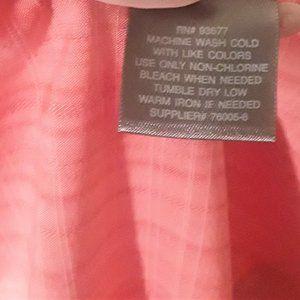 RN# 93677
MACHINE WASH COLD
WITH LIKE COLORS
USE ONLY NON-CHLORINE
BLEACH WHEN NEEDED
TUMBLE DRY LOW
WARM IRON IF NEEDED
SUPPLIER# 76005-6